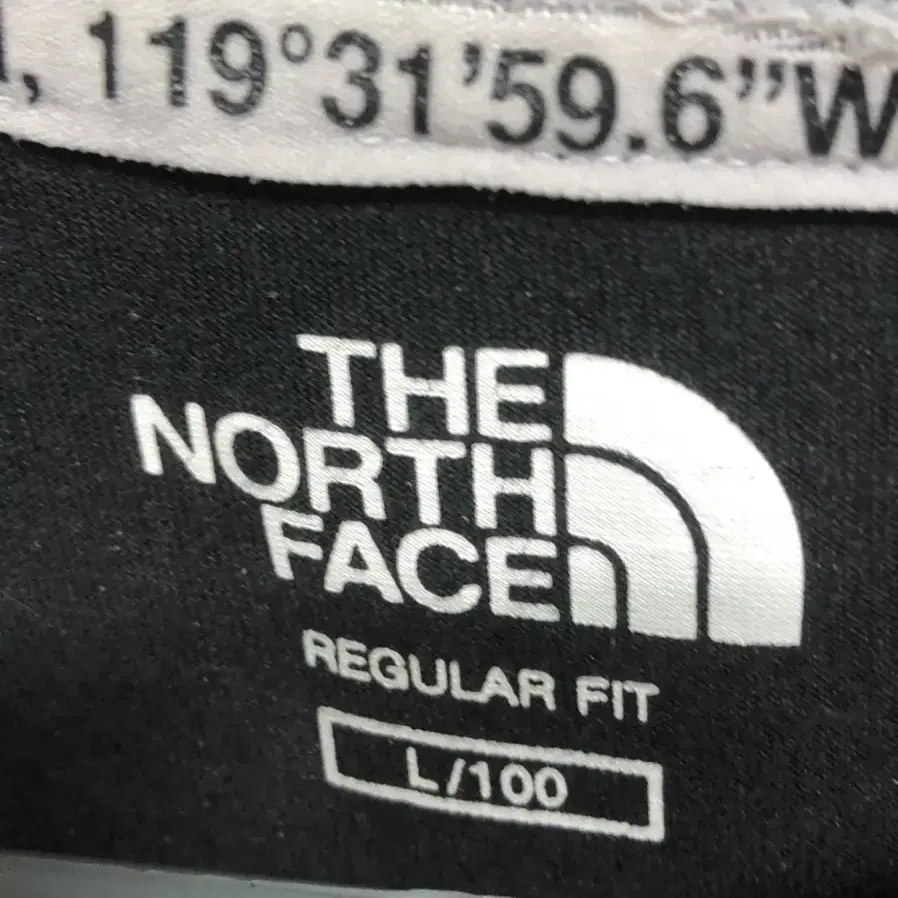 , 119°31’59.6”W
THE
NORTH
FACE
REGULAR FIT
L/100